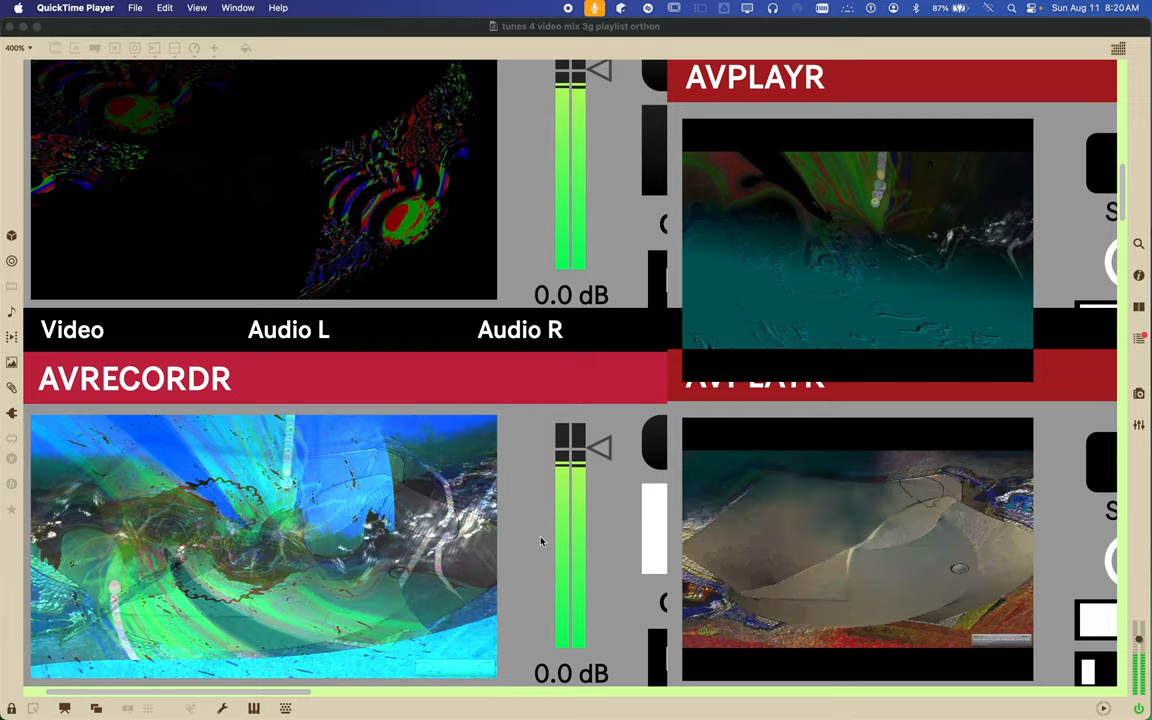 QuickTime Player File Edit View Window Help 87% Sun Aug 11 8:20 AM
tunes 4 video mix 3g playlist orthon
400%
AVPLAYR
0.0 dB
Video Audio L Audio R
AVRECORDR
AVPLAYR
S
S
0.0 dB